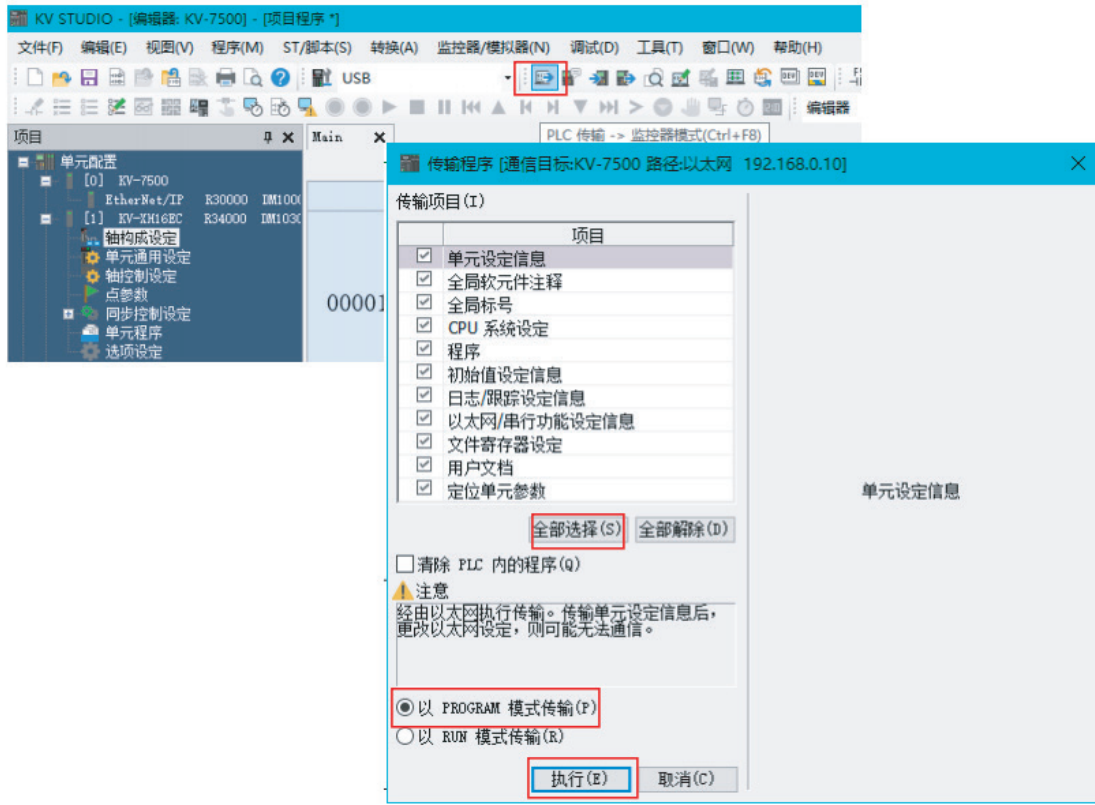 KV STUDIO - [编辑器: KV-7500] - [项目程序 *]
文件(F) 编辑(E) 视图(V) 程序(M) ST/脚本(S) 转换(A) 监控器/模拟器(N) 调试(D) 工具(T) 窗口(W) 帮助(H)
USB
编辑器
项目
Main
PLC 传输 -> 监控器模式(Ctrl+F8)
单元配置
[0] KV-7500
EtherNet/IP R30000 DM1000
[1] KV-XH16EC R34000 DM1030
轴构成设定
单元通用设定
轴控制设定
点参数
同步控制设定
单元程序
选项设定
00001
传输程序 [通信目标:KV-7500 路径:以太网 192.168.0.10]
传输项目(I)
项目
单元设定信息
全局软元件注释
全局标号
CPU 系统设定
程序
初始值设定信息
日志/跟踪设定信息
以太网/串行功能设定信息
文件寄存器设定
用户文档
定位单元参数
单元设定信息
全部选择(S) 全部解除(D)
清除 PLC 内的程序(Q)
注意
经由以太网执行传输。传输单元设定信息后,
更改以太网设定,则可能无法通信。
以 PROGRAM 模式传输(P)
以 RUN 模式传输(R)
执行(E) 取消(C)